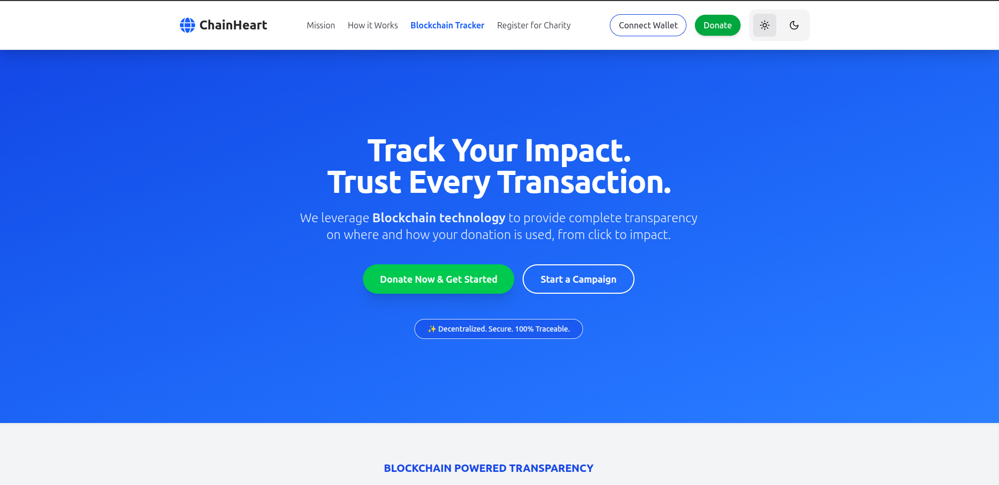 ChainHeart
Mission How it Works Blockchain Tracker Register for Charity
Connect Wallet
Donate
Track Your Impact.
Trust Every Transaction.
We leverage Blockchain technology to provide complete transparency
on where and how your donation is used, from click to impact.
Donate Now & Get Started
Start a Campaign
✨ Decentralized. Secure. 100% Traceable.
BLOCKCHAIN POWERED TRANSPARENCY